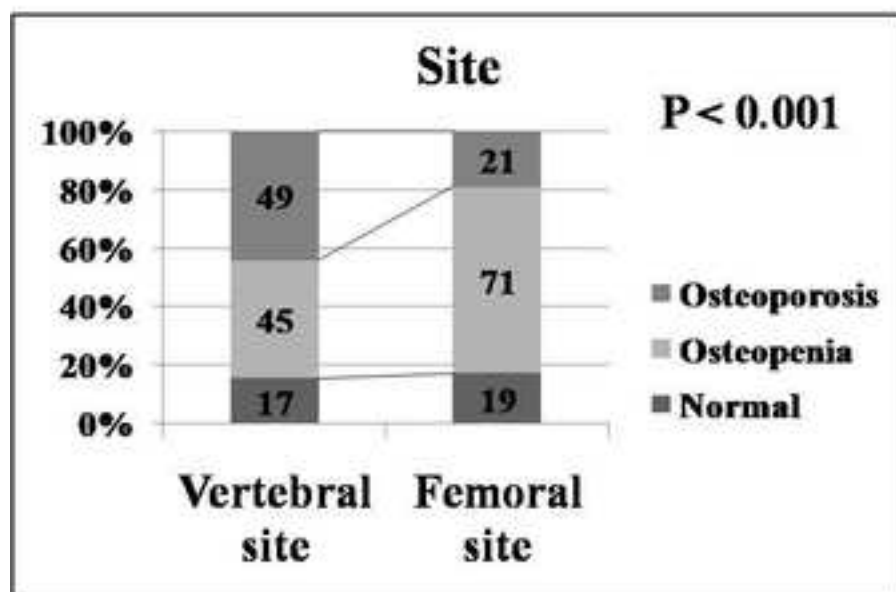 Site
P < 0.001
100%
80%
60%
40%
20%
0%
49
45
17
21
71
19
Vertebral
site
Femoral
site
Osteoporosis
Osteopenia
Normal